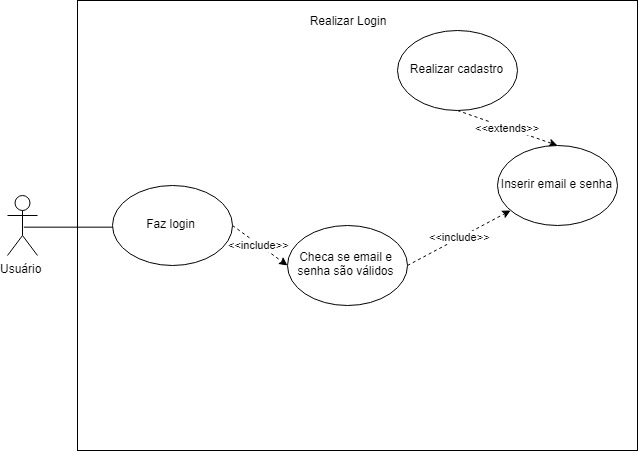 Realizar Login
Realizar cadastro
<<extends>>
Inserir email e senha
Faz login
<<include>>
<<include>>
Checa se email e
senha são válidos
Usuário